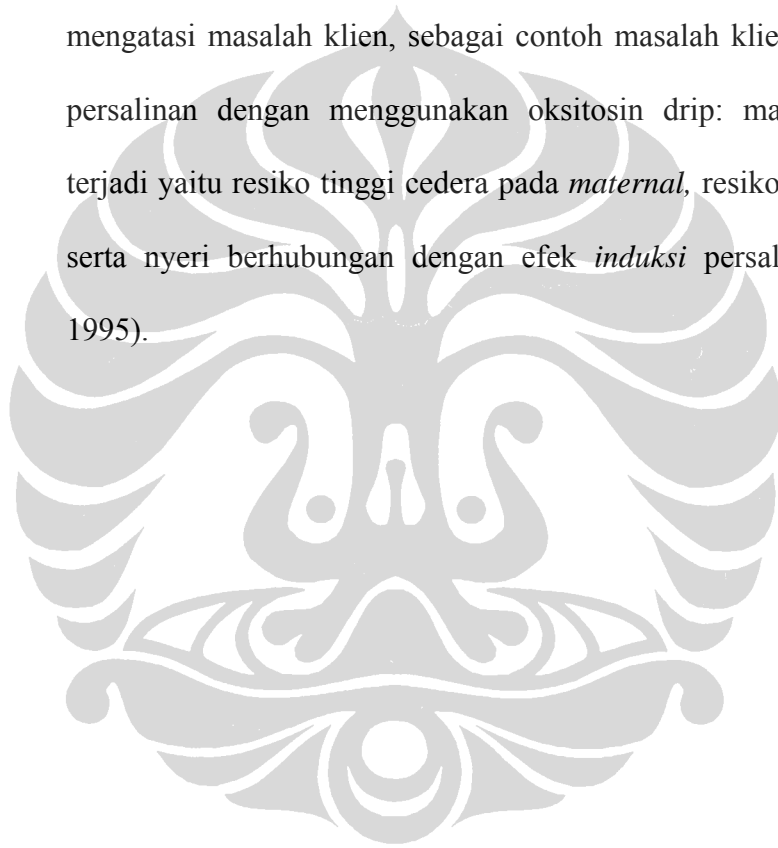 mengatasi masalah klien, sebagai contoh masalah klie
persalinan dengan menggunakan oksitosin drip: ma
terjadi yaitu resiko tinggi cedera pada maternal, resiko
serta nyeri berhubungan dengan efek induksi persal
1995).